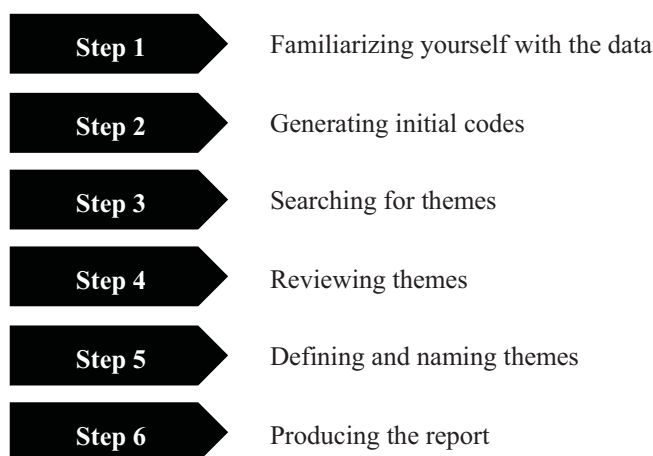 Step 1 Familiarizing yourself with the data
Step 2 Generating initial codes
Step 3 Searching for themes
Step 4 Reviewing themes
Step 5 Defining and naming themes
Step 6 Producing the report